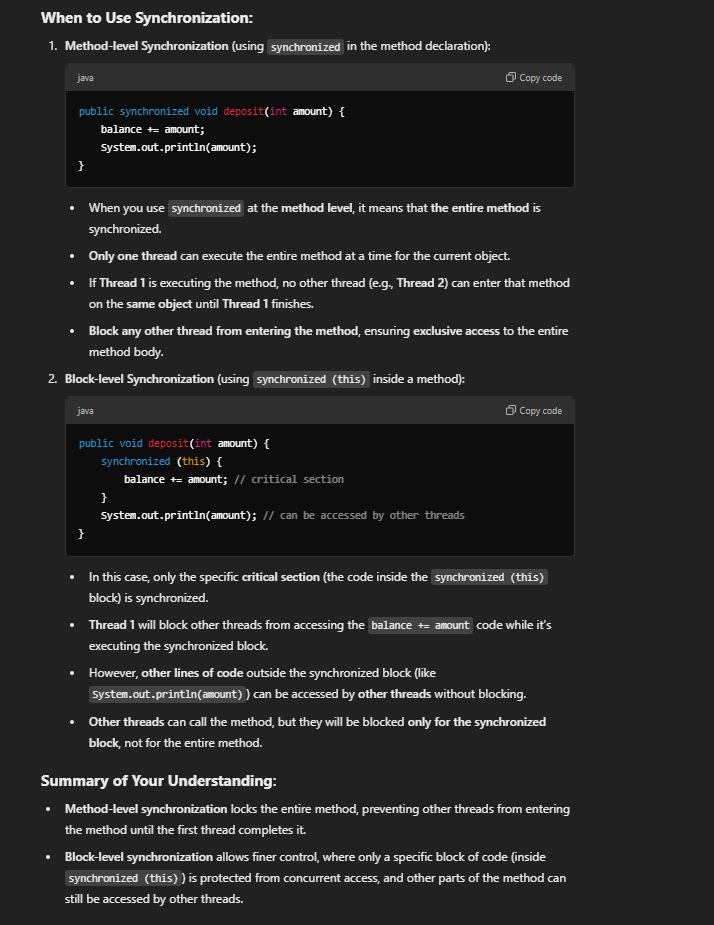 When to Use Synchronization:
1. Method-level Synchronization (using synchronized in the method declaration):
java
Copy code
public synchronized void deposit(int amount) {
balance += amount;
System.out.println(amount);
}
• When you use synchronized at the method level, it means that the entire method is
synchronized.
• Only one thread can execute the entire method at a time for the current object.
• If Thread 1 is executing the method, no other thread (e.g., Thread 2) can enter that method
on the same object until Thread 1 finishes.
• Block any other thread from entering the method, ensuring exclusive access to the entire
method body.
2. Block-level Synchronization (using synchronized (this) inside a method):
java
Copy code
public void deposit(int amount) {
synchronized (this) {
balance += amount; // critical section
}
System.out.println(amount); // can be accessed by other threads
}
• In this case, only the specific critical section (the code inside the synchronized (this)
block) is synchronized.
• Thread 1 will block other threads from accessing the balance += amount code while it's
executing the synchronized block.
• However, other lines of code outside the synchronized block (like
System.out.println(amount) ) can be accessed by other threads without blocking.
• Other threads can call the method, but they will be blocked only for the synchronized
block, not for the entire method.
Summary of Your Understanding:
• Method-level synchronization locks the entire method, preventing other threads from entering
the method until the first thread completes it.
• Block-level synchronization allows finer control, where only a specific block of code (inside
synchronized (this) ) is protected from concurrent access, and other parts of the method can
still be accessed by other threads.